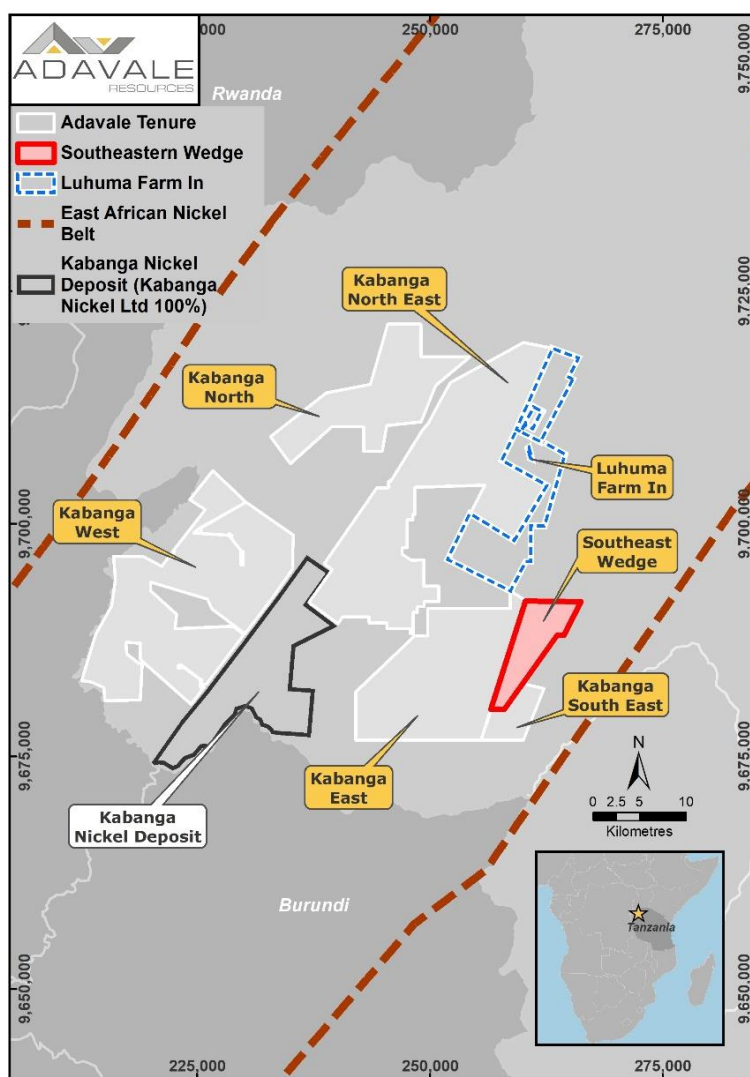 ADAVALE
RESOURCES
250,000
275,000
9,750,000
Rwanda
Adavale Tenure
Southeastern Wedge
Luhuma Farm In
East African Nickel
Belt
Kabanga Nickel
Deposit (Kabanga
Nickel Ltd 100%)
Kabanga
North East
9,725,000
Kabanga
North
Luhuma
Farm In
Kabanga
West
9,700,000
9,700,000
Southeast
Wedge
Kabanga
South East
9,675,000
9,675,000
Kabanga
East
Kabanga
Nickel Deposit
N
0 2.5 5 10
Kilometres
Burundi
Tanzania
9,650,000
9,650,000
225,000
250,000
275,000